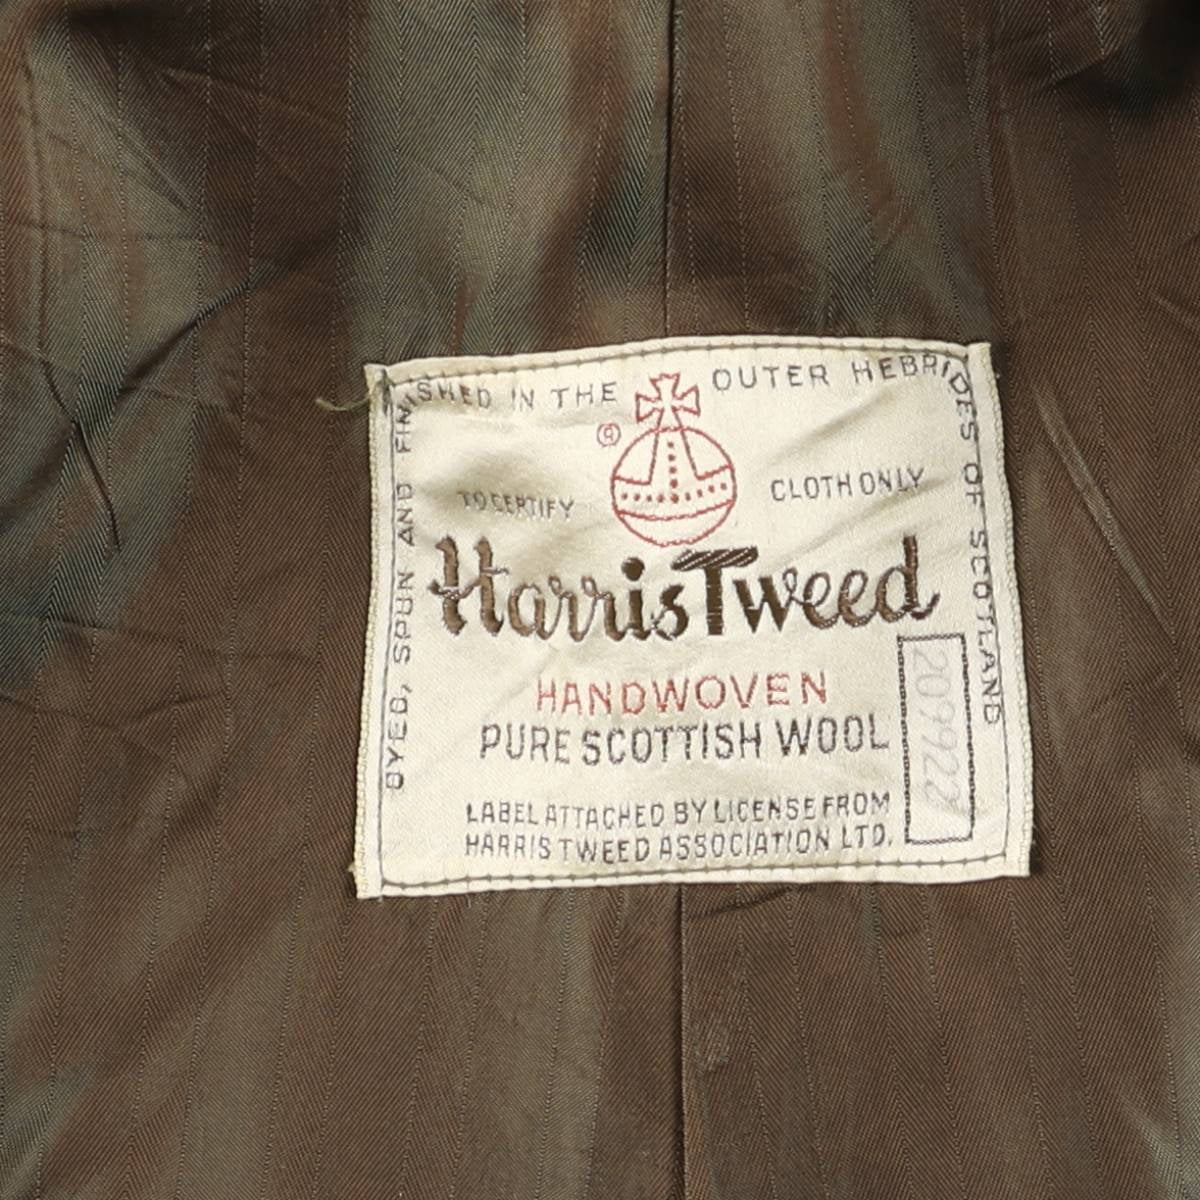 DYED, SPUN AND FINISHED IN THE OUTER HEBRIDES OF SCOTLAND
®
TO CERTIFY CLOTH ONLY
Harris Tweed
HANDWOVEN
PURE SCOTTISH WOOL
LABEL ATTACHED BY LICENSE FROM
HARRIS TWEED ASSOCIATION LTD.
209922